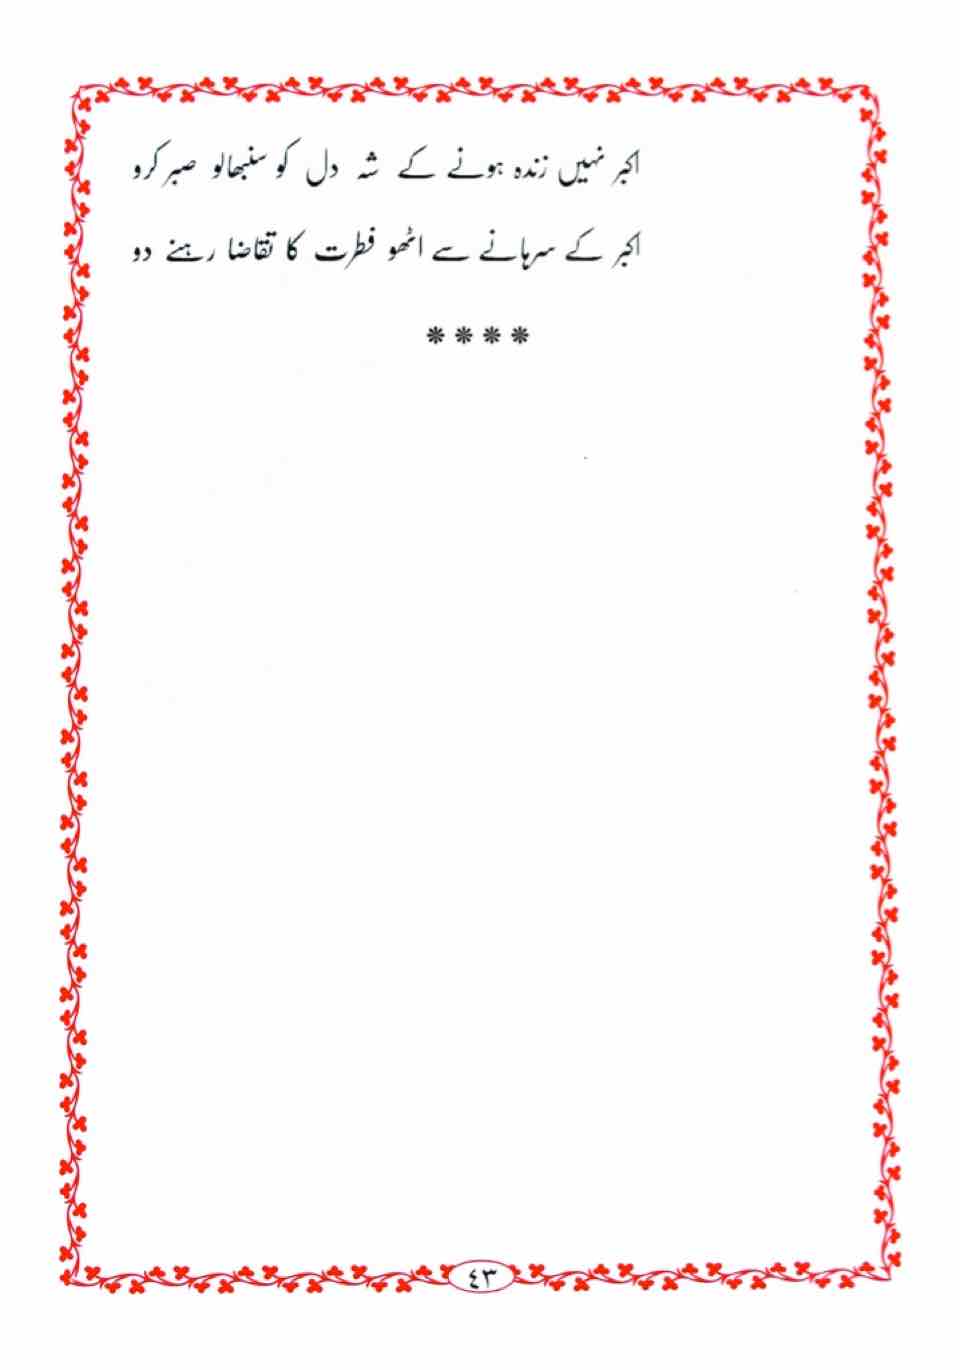 اکبر نہیں زندہ ہونے کے شہ دل کو سنبھالو صبر کرو
اکبر کے سرہانے سے اٹھو فطرت کا تقاضا رہنے دو
****
٤٣